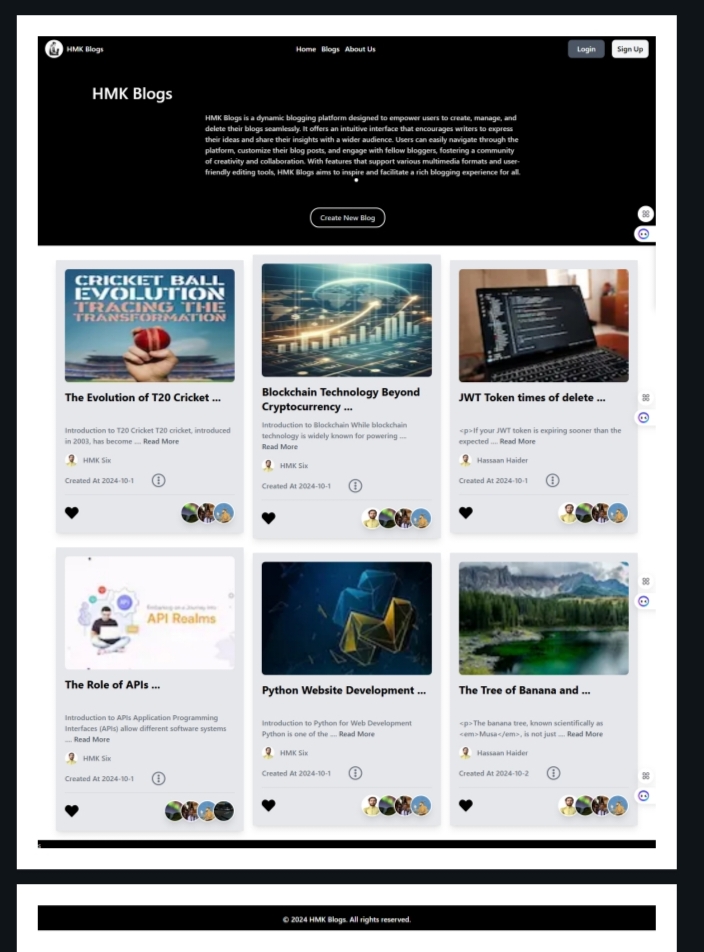 HMK Blogs
Home Blogs About Us
Login
Sign Up
HMK Blogs
HMK Blogs is a dynamic blogging platform designed to empower users to create, manage, and
delete their blogs seamlessly. It offers an intuitive interface that encourages writers to express
their ideas and share their insights with a wider audience. Users can easily navigate through the
platform, customize their blog posts, and engage with fellow bloggers, fostering a community
of creativity and collaboration. With features that support various multimedia formats and user-
friendly editing tools, HMK Blogs aims to inspire and facilitate a rich blogging experience for all.
Create New Blog
CRICKET BALL
EVOLUTION
TRACING THE
TRANSFORMATION
The Evolution of T20 Cricket ...
Introduction to T20 Cricket T20 cricket, introduced
in 2003, has become .... Read More
HMK Six
Created At 2024-10-1
Blockchain Technology Beyond
Cryptocurrency ...
Introduction to Blockchain While blockchain
technology is widely known for powering ....
Read More
HMK Six
Created At 2024-10-1
JWT Token times of delete ...
<p>If your JWT token is expiring sooner than the
expected .... Read More
Hassaan Haider
Created At 2024-10-1
API
API Realms
The Role of APIs ...
Introduction to APIs Application Programming
Interfaces (APIs) allow different software systems
.... Read More
HMK Six
Created At 2024-10-1
Python Website Development ...
Introduction to Python for Web Development
Python is one of the .... Read More
HMK Six
Created At 2024-10-1
The Tree of Banana and ...
<p>The banana tree, known scientifically as
<em>Musa</em>, is not just .... Read More
Hassaan Haider
Created At 2024-10-2
© 2024 HMK Blogs. All rights reserved.